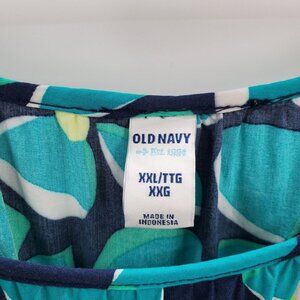 OLD NAVY
Est. 1994
XXL/TTG
XXG
MADE IN
INDONESIA